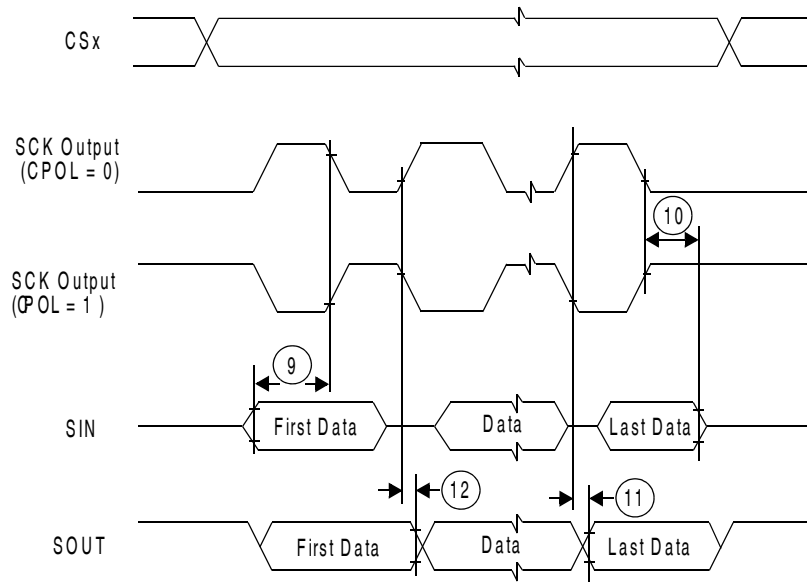 CSx
SCK Output
(CPOL = 0)
10
SCK Output
(CPOL = 1 )
9
SIN
First Data
Data
Last Data
12
11
SOUT
First Data
Data
Last Data